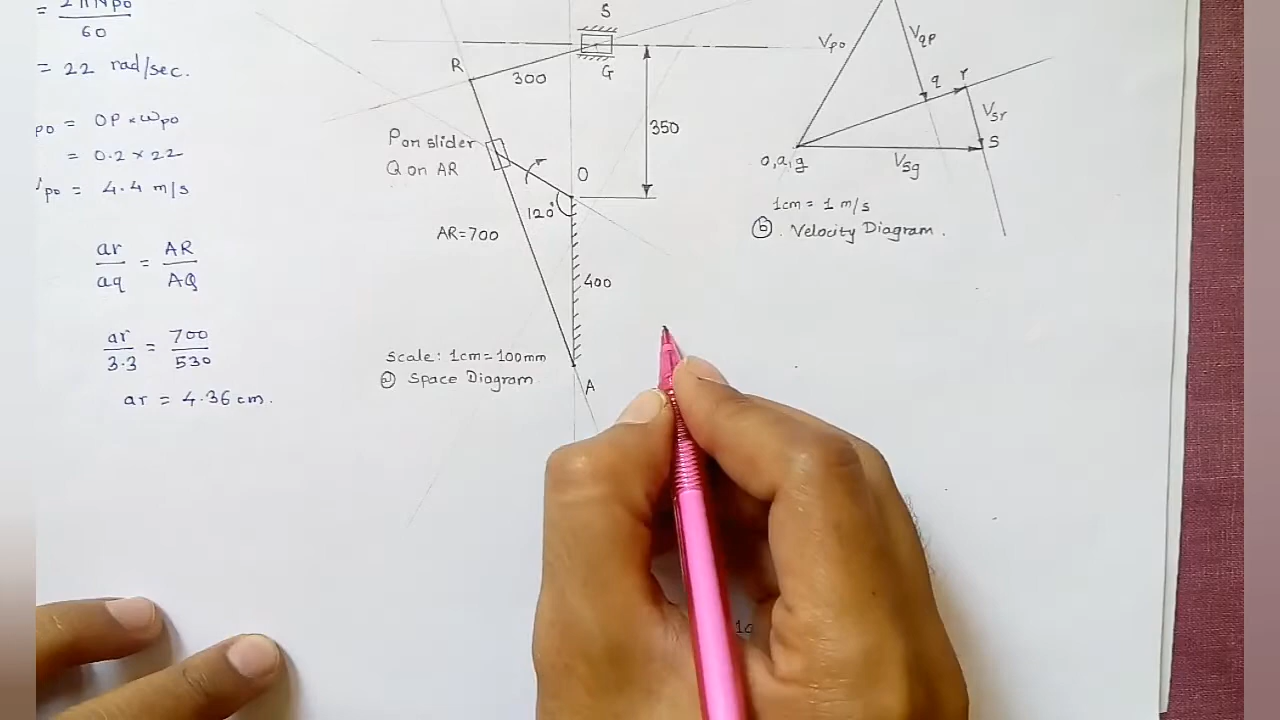 = 2πNpo
60
= 22 rad/sec.
po = OP × ωpo
= 0.2 × 22
po = 4.4 m/s
ar = AR
aq AQ
ar = 700
3.3 530
ar = 4.36 cm.
S
G
R
300
350
P on slider
Q on AR
O
120°
AR=700
400
Scale: 1cm=100mm
a) Space Diagram
A
Vpo
Vqp
q
r
Vsr
S
o,a,g
Vsg
1cm = 1 m/s
b) . Velocity Diagram .